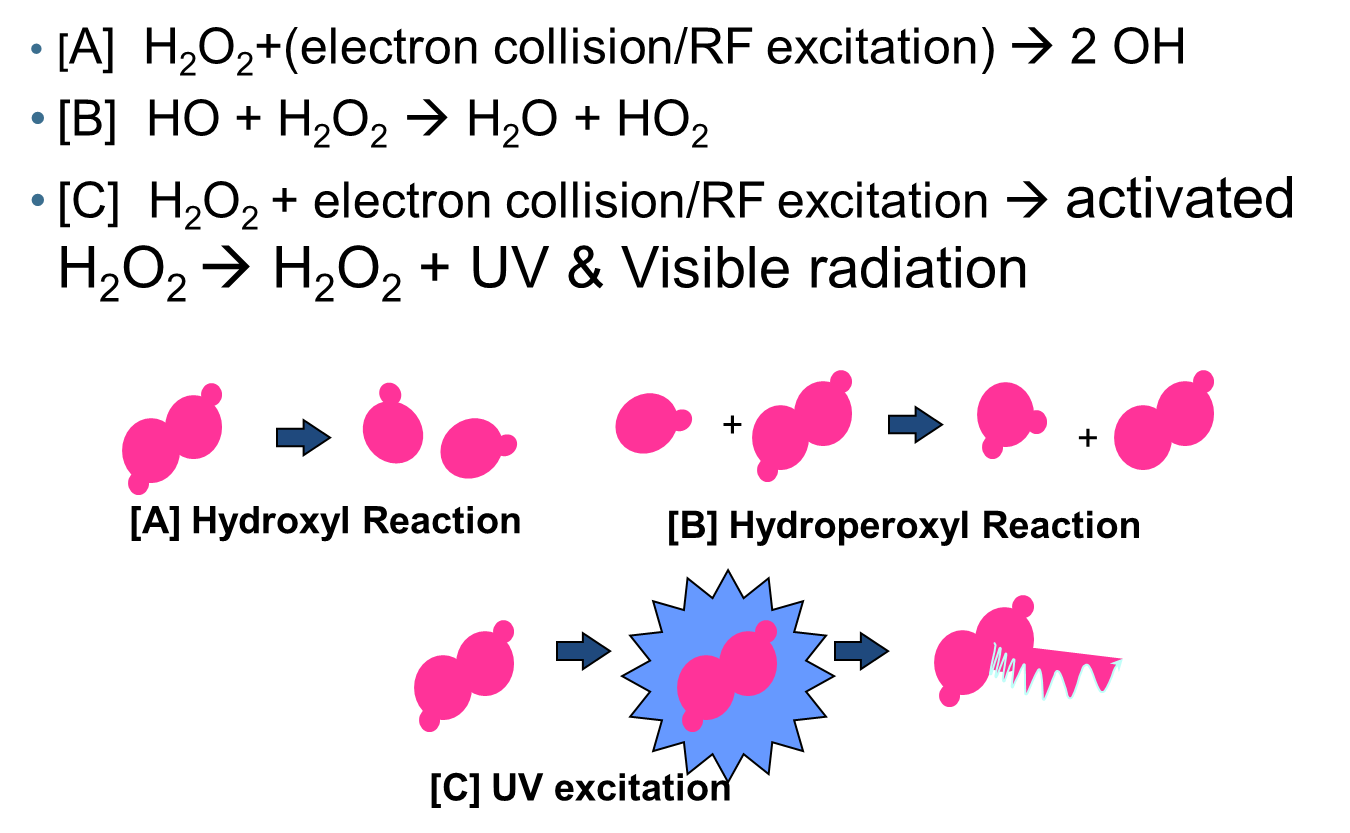 • [A] H₂O₂+(electron collision/RF excitation) → 2 OH
• [B] HO + H₂O₂ → H₂O + HO₂
• [C] H₂O₂ + electron collision/RF excitation → activated
H₂O₂ → H₂O₂ + UV & Visible radiation
+
+
[A] Hydroxyl Reaction
[B] Hydroperoxyl Reaction
[C] UV excitation